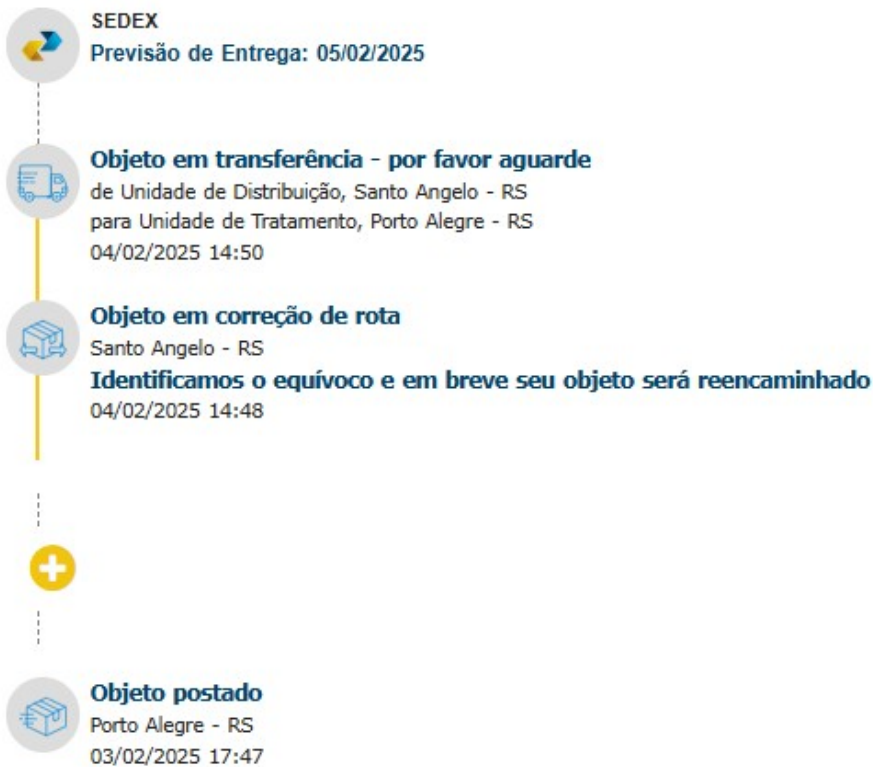 SEDEX
Previsão de Entrega: 05/02/2025
Objeto em transferência - por favor aguarde
de Unidade de Distribuição, Santo Angelo - RS
para Unidade de Tratamento, Porto Alegre - RS
04/02/2025 14:50
Objeto em correção de rota
Santo Angelo - RS
Identificamos o equívoco e em breve seu objeto será reencaminhado
04/02/2025 14:48
Objeto postado
Porto Alegre - RS
03/02/2025 17:47